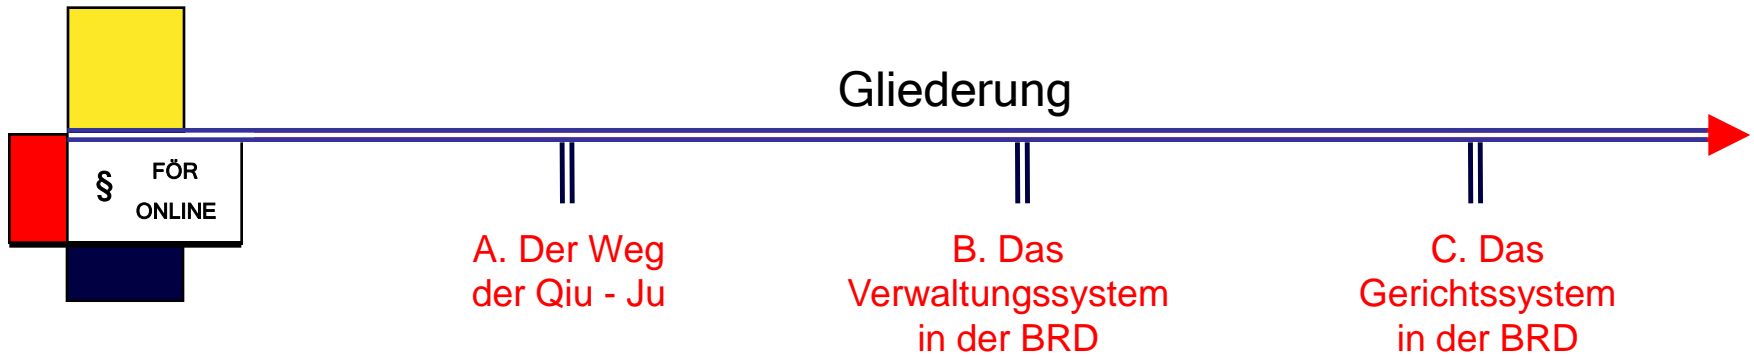 Gliederung
§ FÖR
ONLINE
A. Der Weg
der Qiu - Ju
B. Das
Verwaltungssystem
in der BRD
C. Das
Gerichtssystem
in der BRD